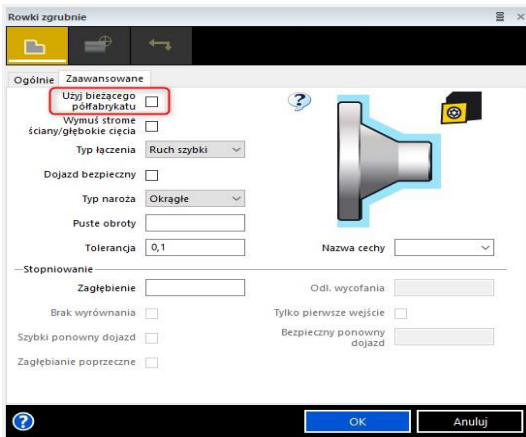 Rowki zgrubnie
Ogólnie Zaawansowane
Użyj bieżącego
półfabrykatu
Wymuś strome
ściany/głębokie cięcia
Typ łączenia Ruch szybki
Dojazd bezpieczny
Typ naroża Okrągłe
Puste obroty
Tolerancja 0,1 Nazwa cechy
Stopniowanie
Zagłębienie Odl. wycofania
Brak wyrównania Tylko pierwsze wejście
Szybki ponowny dojazd Bezpieczny ponowny
dojazd
Zagłębianie poprzeczne
? OK Anuluj